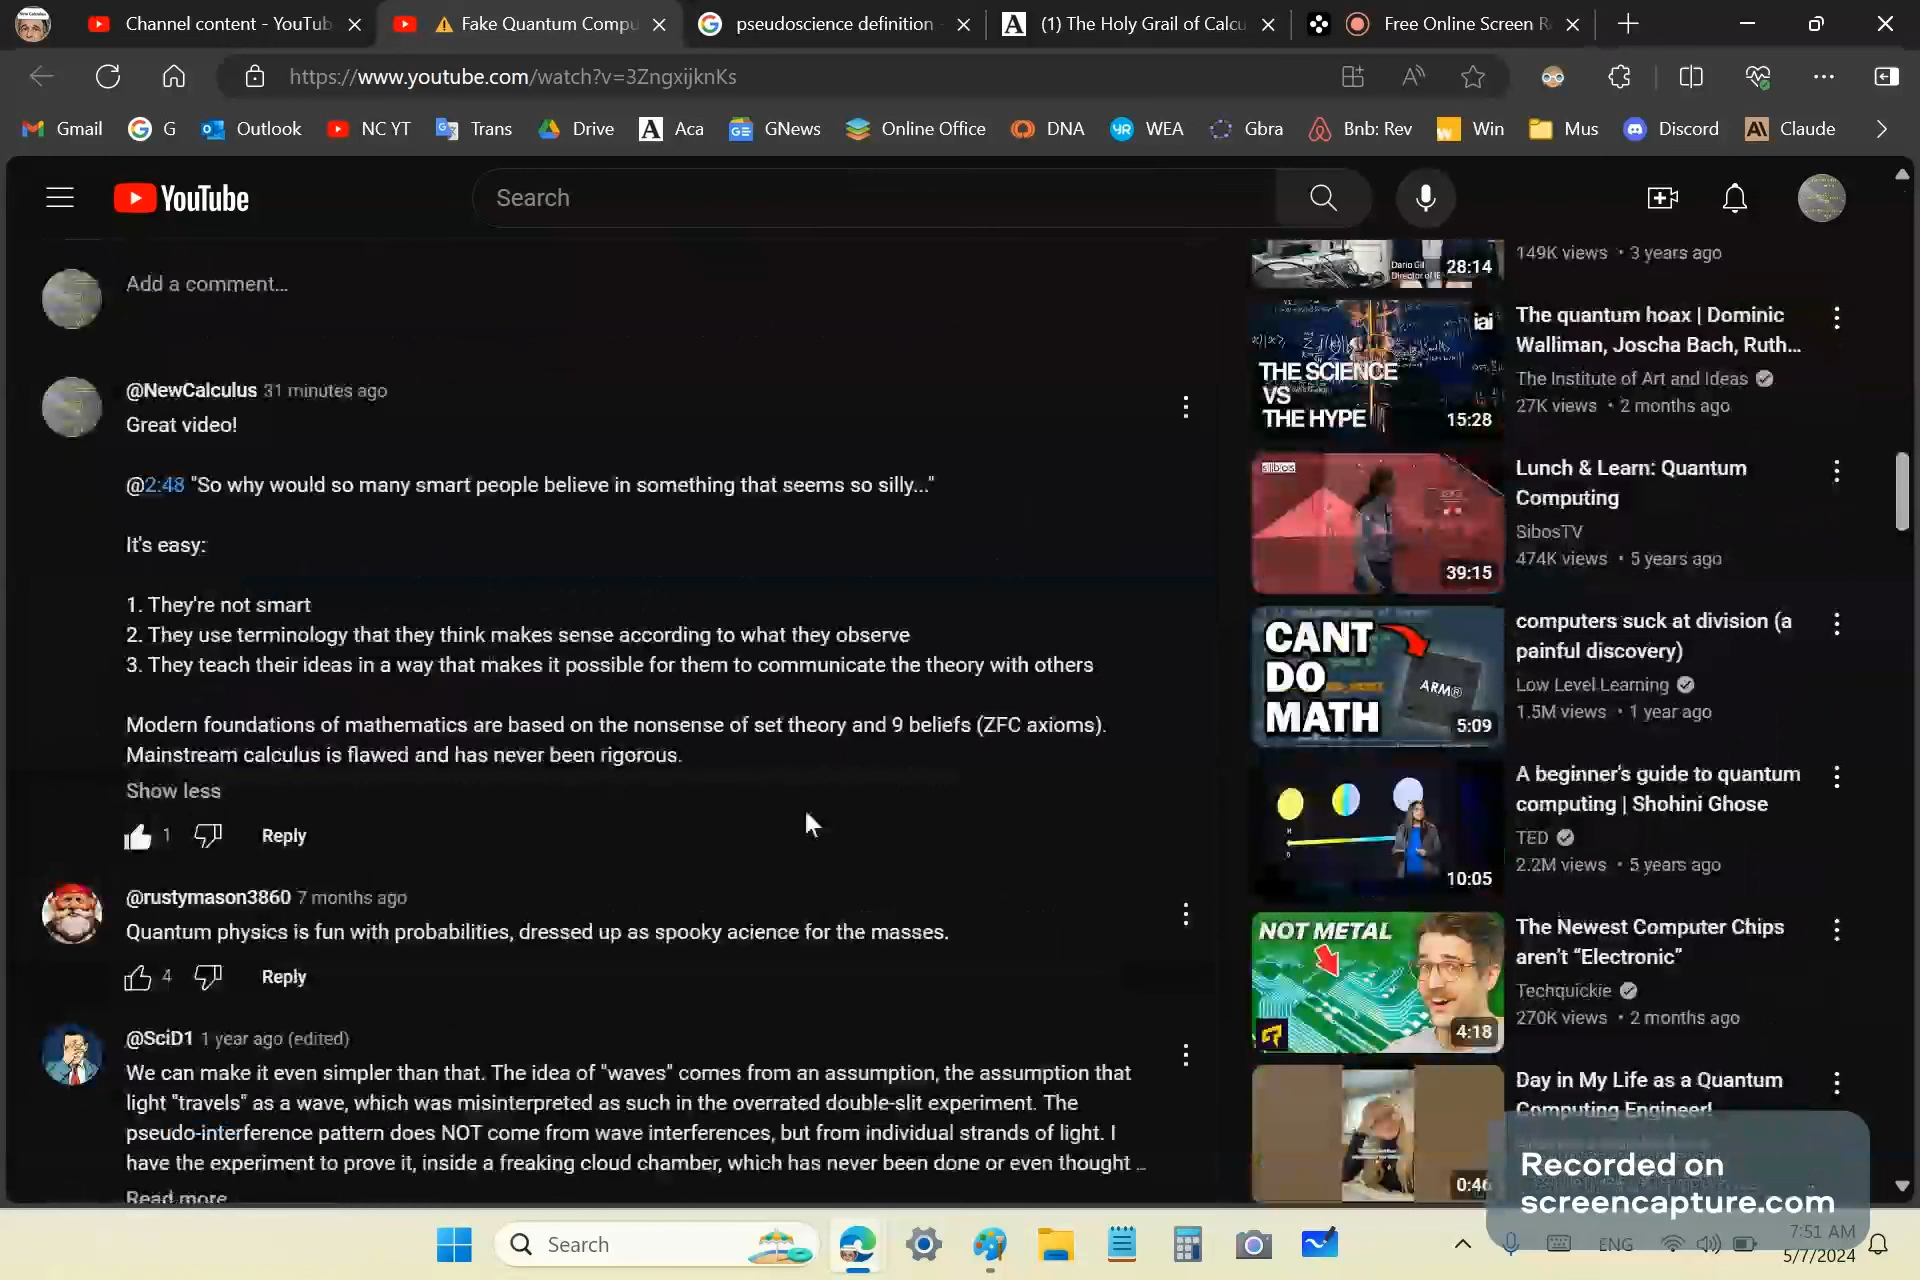 Channel content - YouTub
Fake Quantum Compu
pseudoscience definition -
(1) The Holy Grail of Calcu
Free Online Screen R
https://www.youtube.com/watch?v=3ZngxijknKs
Gmail
G
Outlook
NC YT
Trans
Drive
Aca
GNews
Online Office
DNA
WEA
Gbra
Bnb: Rev
Win
Mus
Discord
Claude
YouTube
Search
Add a comment...
@NewCalculus 31 minutes ago
Great video!
@2:48 "So why would so many smart people believe in something that seems so silly..."
It's easy:
1. They're not smart
2. They use terminology that they think makes sense according to what they observe
3. They teach their ideas in a way that makes it possible for them to communicate the theory with others
Modern foundations of mathematics are based on the nonsense of set theory and 9 beliefs (ZFC axioms).
Mainstream calculus is flawed and has never been rigorous.
Show less
1
Reply
@rustymason3860 7 months ago
Quantum physics is fun with probabilities, dressed up as spooky acience for the masses.
4
Reply
@SciD1 1 year ago (edited)
We can make it even simpler than that. The idea of "waves" comes from an assumption, the assumption that
light "travels" as a wave, which was misinterpreted as such in the overrated double-slit experiment. The
pseudo-interference pattern does NOT come from wave interferences, but from individual strands of light. I
have the experiment to prove it, inside a freaking cloud chamber, which has never been done or even thought ...
Read more
Dario Gil
28:14
149K views • 3 years ago
iai
THE SCIENCE
VS
THE HYPE
15:28
The quantum hoax | Dominic
Walliman, Joscha Bach, Ruth...
The Institute of Art and Ideas
27K views • 2 months ago
sibos
39:15
Lunch & Learn: Quantum
Computing
SibosTV
474K views • 5 years ago
CANT
DO
MATH
ARM®
5:09
computers suck at division (a
painful discovery)
Low Level Learning
1.5M views • 1 year ago
10:05
A beginner's guide to quantum
computing | Shohini Ghose
TED
2.2M views • 5 years ago
NOT METAL
4:18
The Newest Computer Chips
aren't "Electronic"
Techquickie
270K views • 2 months ago
0:46
Day in My Life as a Quantum
Computing Engineer!
Recorded on
screencapture.com
Search
ENG
7:51 AM
5/7/2024